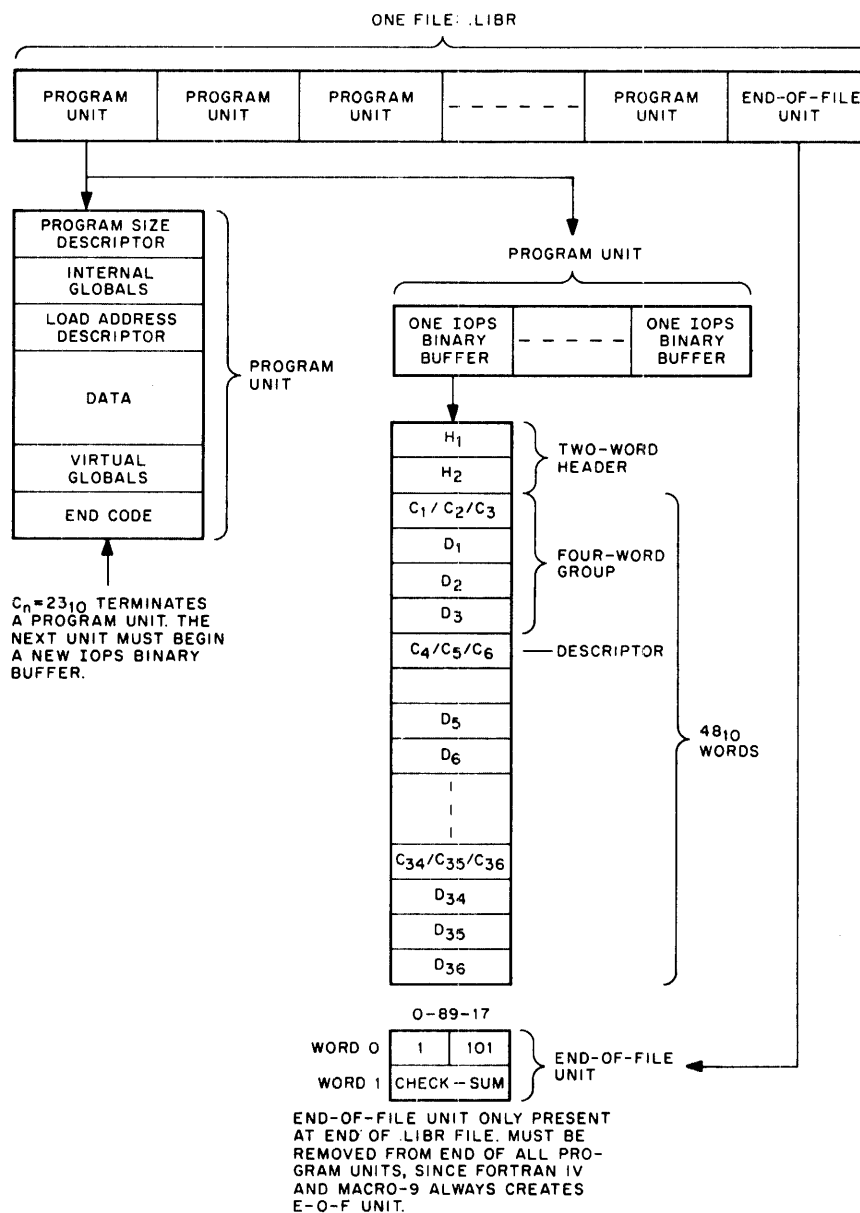 ONE FILE: .LIBR
PROGRAM UNIT
PROGRAM UNIT
PROGRAM UNIT
PROGRAM UNIT
END-OF-FILE UNIT
PROGRAM SIZE DESCRIPTOR
INTERNAL GLOBALS
LOAD ADDRESS DESCRIPTOR
DATA
VIRTUAL GLOBALS
END CODE
PROGRAM UNIT
Cn=23₁₀ TERMINATES
A PROGRAM UNIT. THE
NEXT UNIT MUST BEGIN
A NEW IOPS BINARY
BUFFER.
PROGRAM UNIT
ONE IOPS BINARY BUFFER
ONE IOPS BINARY BUFFER
H₁
H₂
TWO-WORD HEADER
C₁/C₂/C₃
D₁
D₂
D₃
FOUR-WORD GROUP
C₄/C₅/C₆
DESCRIPTOR
D₅
D₆
48₁₀ WORDS
C₃₄/C₃₅/C₃₆
D₃₄
D₃₅
D₃₆
0-89-17
WORD 0 1 101
WORD 1 CHECK--SUM
END-OF-FILE UNIT
END-OF-FILE UNIT ONLY PRESENT
AT END OF .LIBR FILE. MUST BE
REMOVED FROM END OF ALL PRO-
GRAM UNITS, SINCE FORTRAN IV
AND MACRO-9 ALWAYS CREATES
E-O-F UNIT.